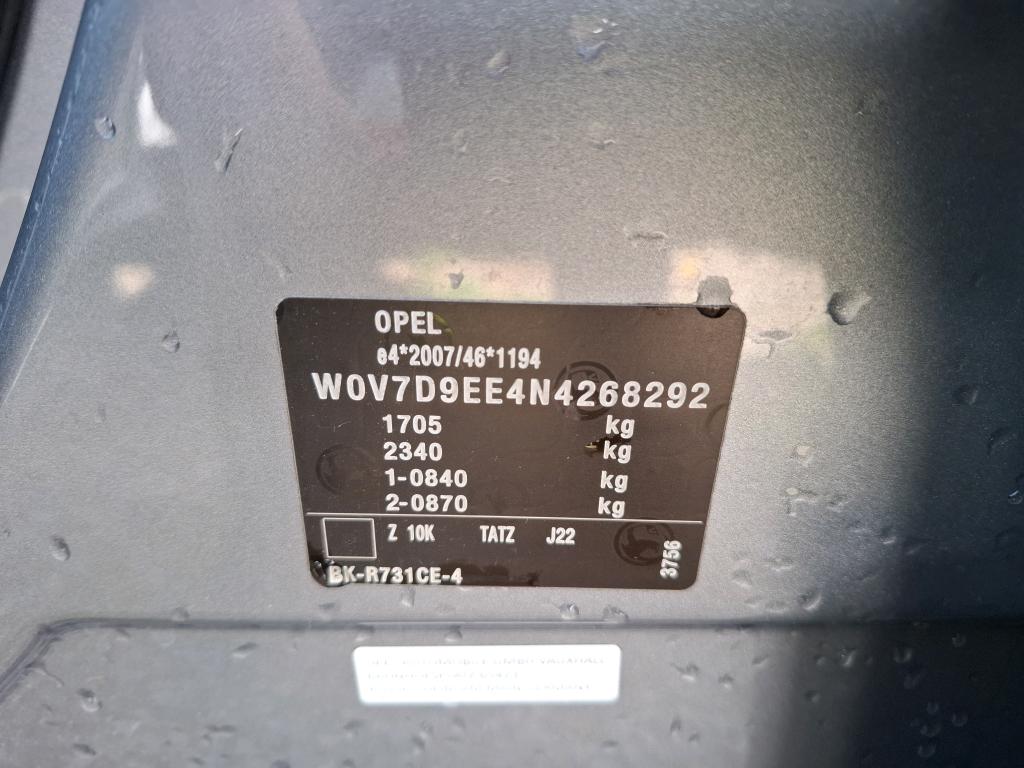 OPEL
e4*2007/46*1194
W0V7D9EE4N4268292
1705 kg
2340 kg
1-0840 kg
2-0870 kg
Z 10K TATZ J22
3756
BK-R731CE-4
VAUXHALL